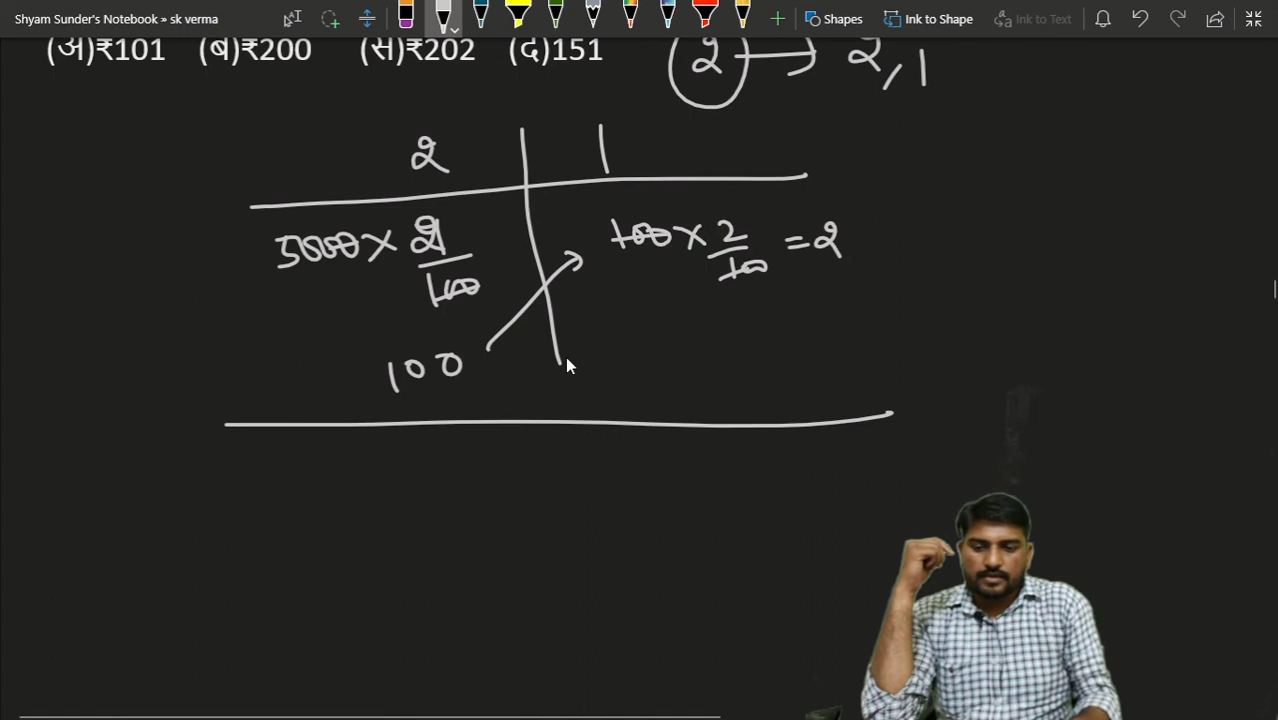 Shyam Sunder's Notebook » sk verma
Shapes Ink to Shape Ink to Text
(अ)₹101 (ब)₹200 (स)₹202 (द)151
2 → 2, 1
2 1
5000 × 2/100 100 × 2/100 = 2
100